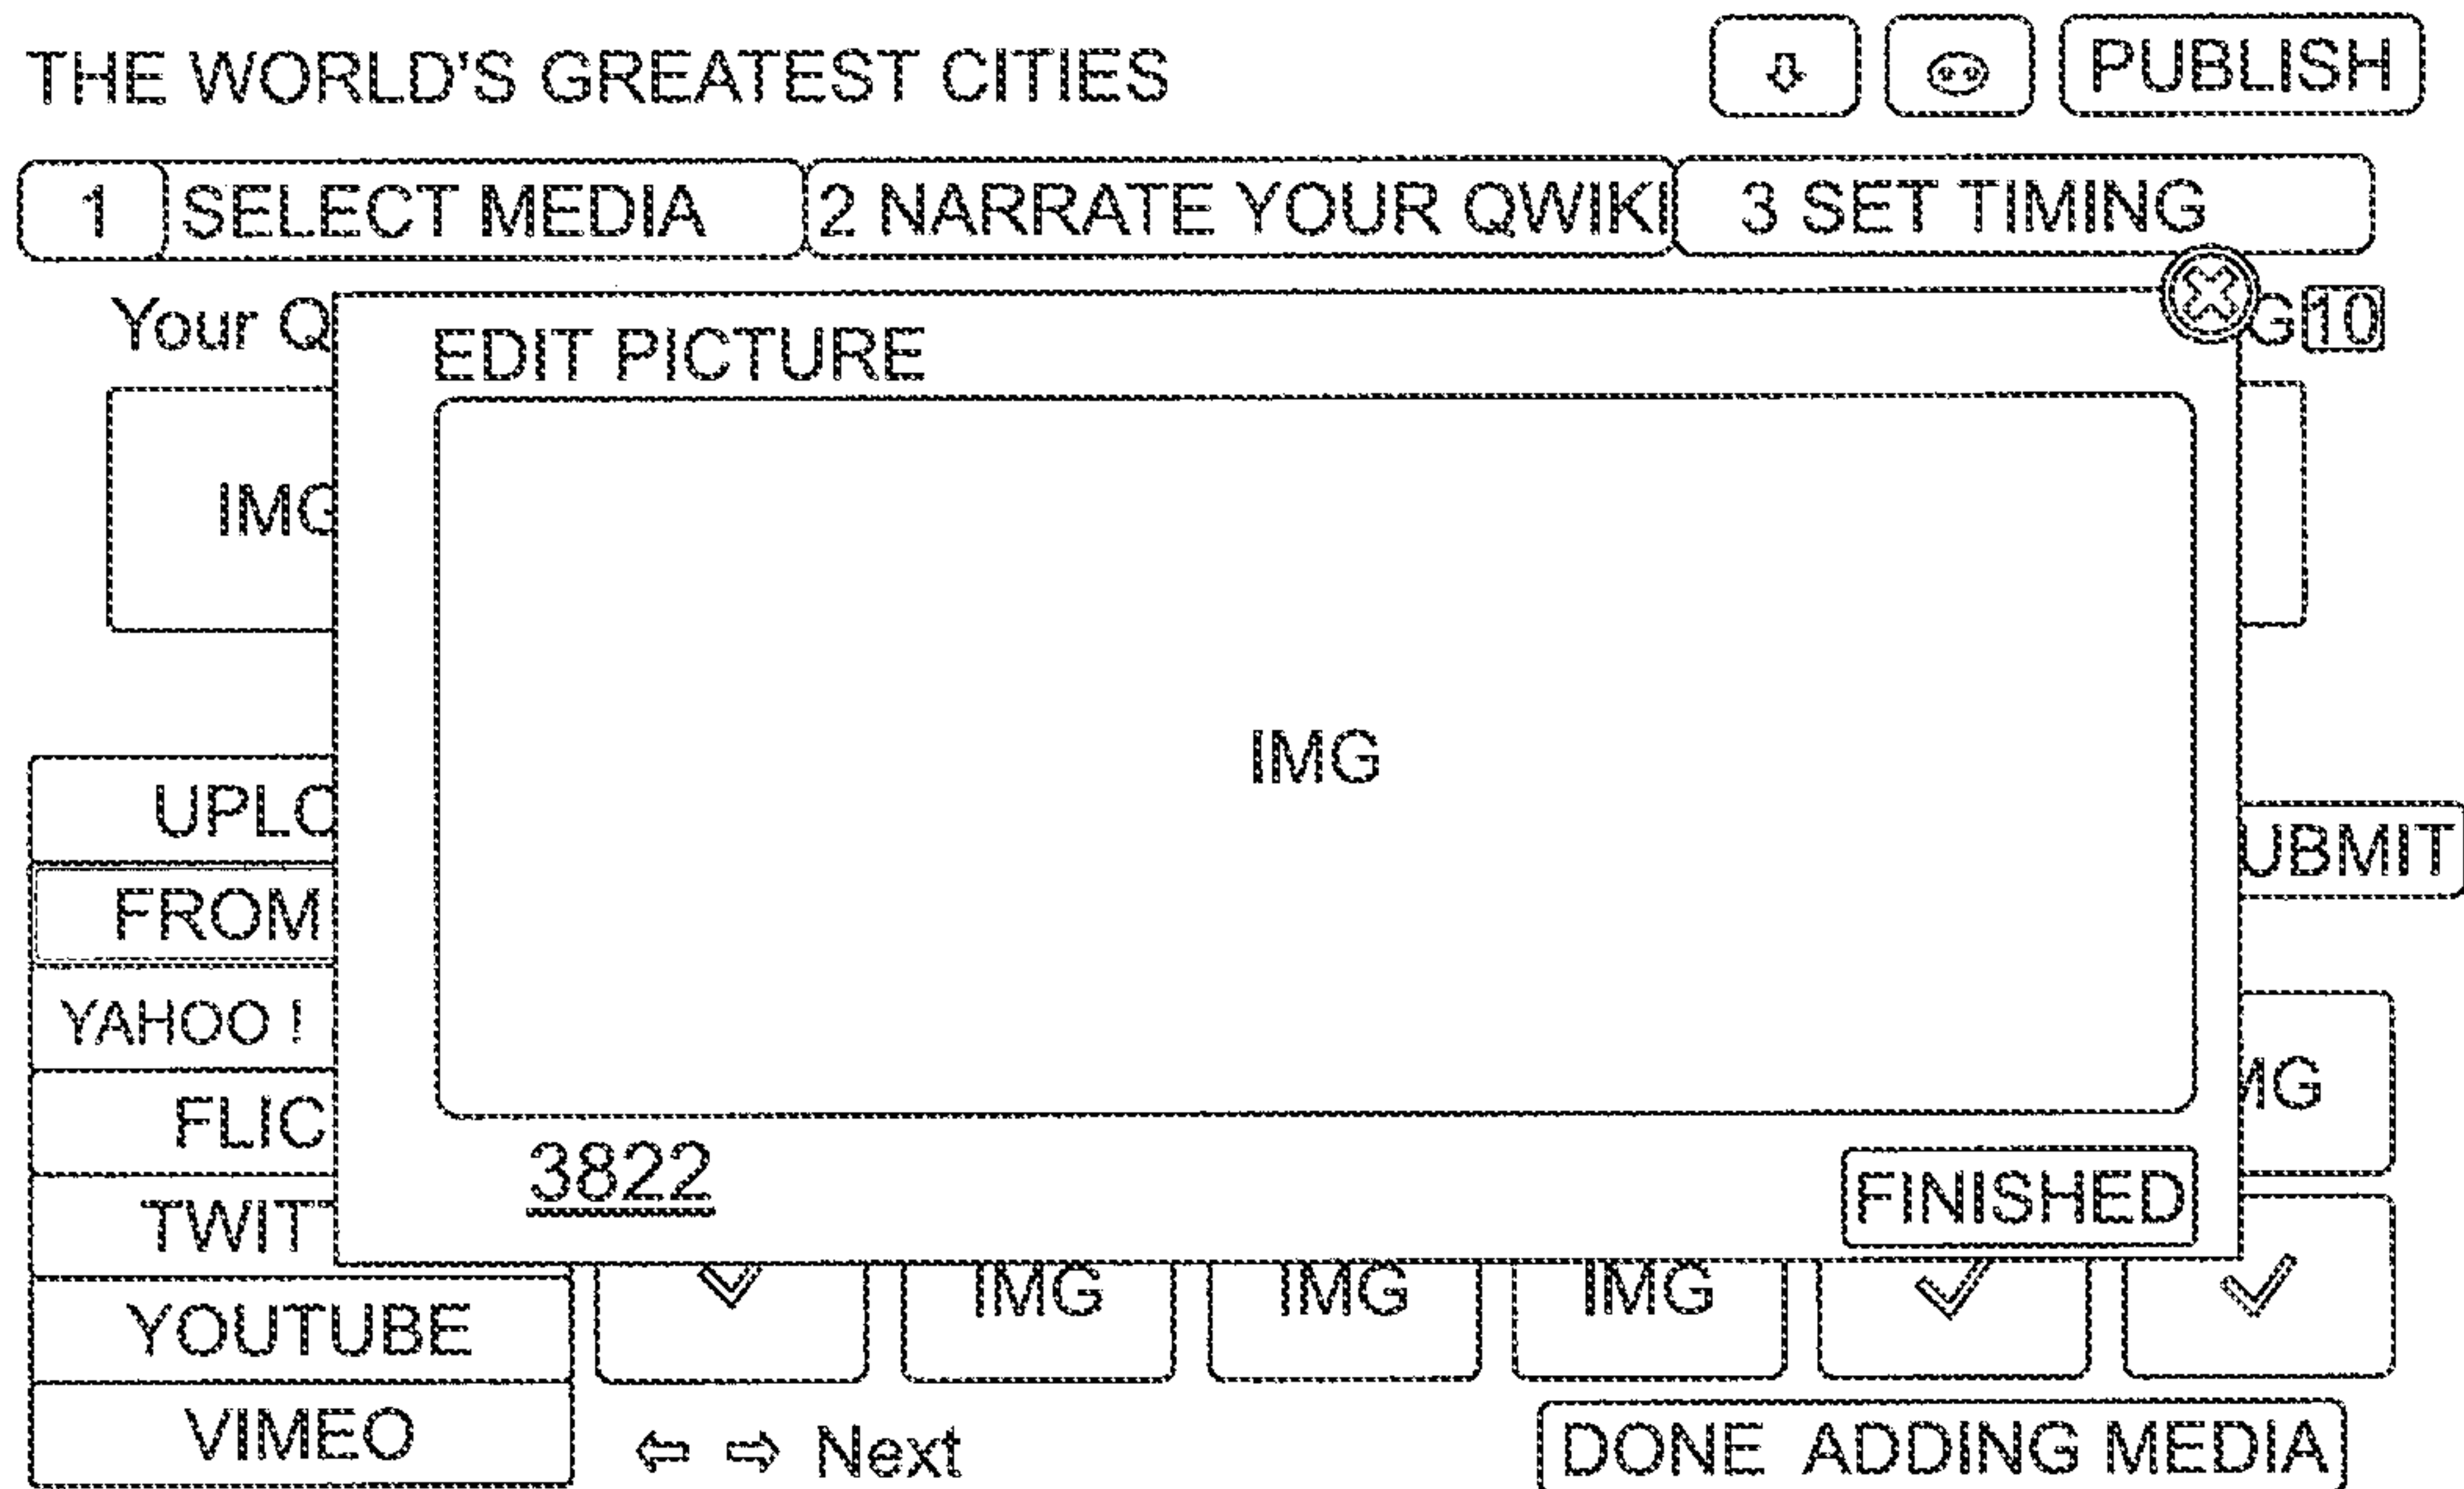 THE WORLD'S GREATEST CITIES PUBLISH
1 SELECT MEDIA 2 NARRATE YOUR QWIKI 3 SET TIMING
Your Q G 10
EDIT PICTURE
IMG
IMG
UPLO
UBMIT
FROM
YAHOO !
MG
FLIC
3822 FINISHED
TWIT
IMG IMG IMG
YOUTUBE
VIMEO
Next DONE ADDING MEDIA